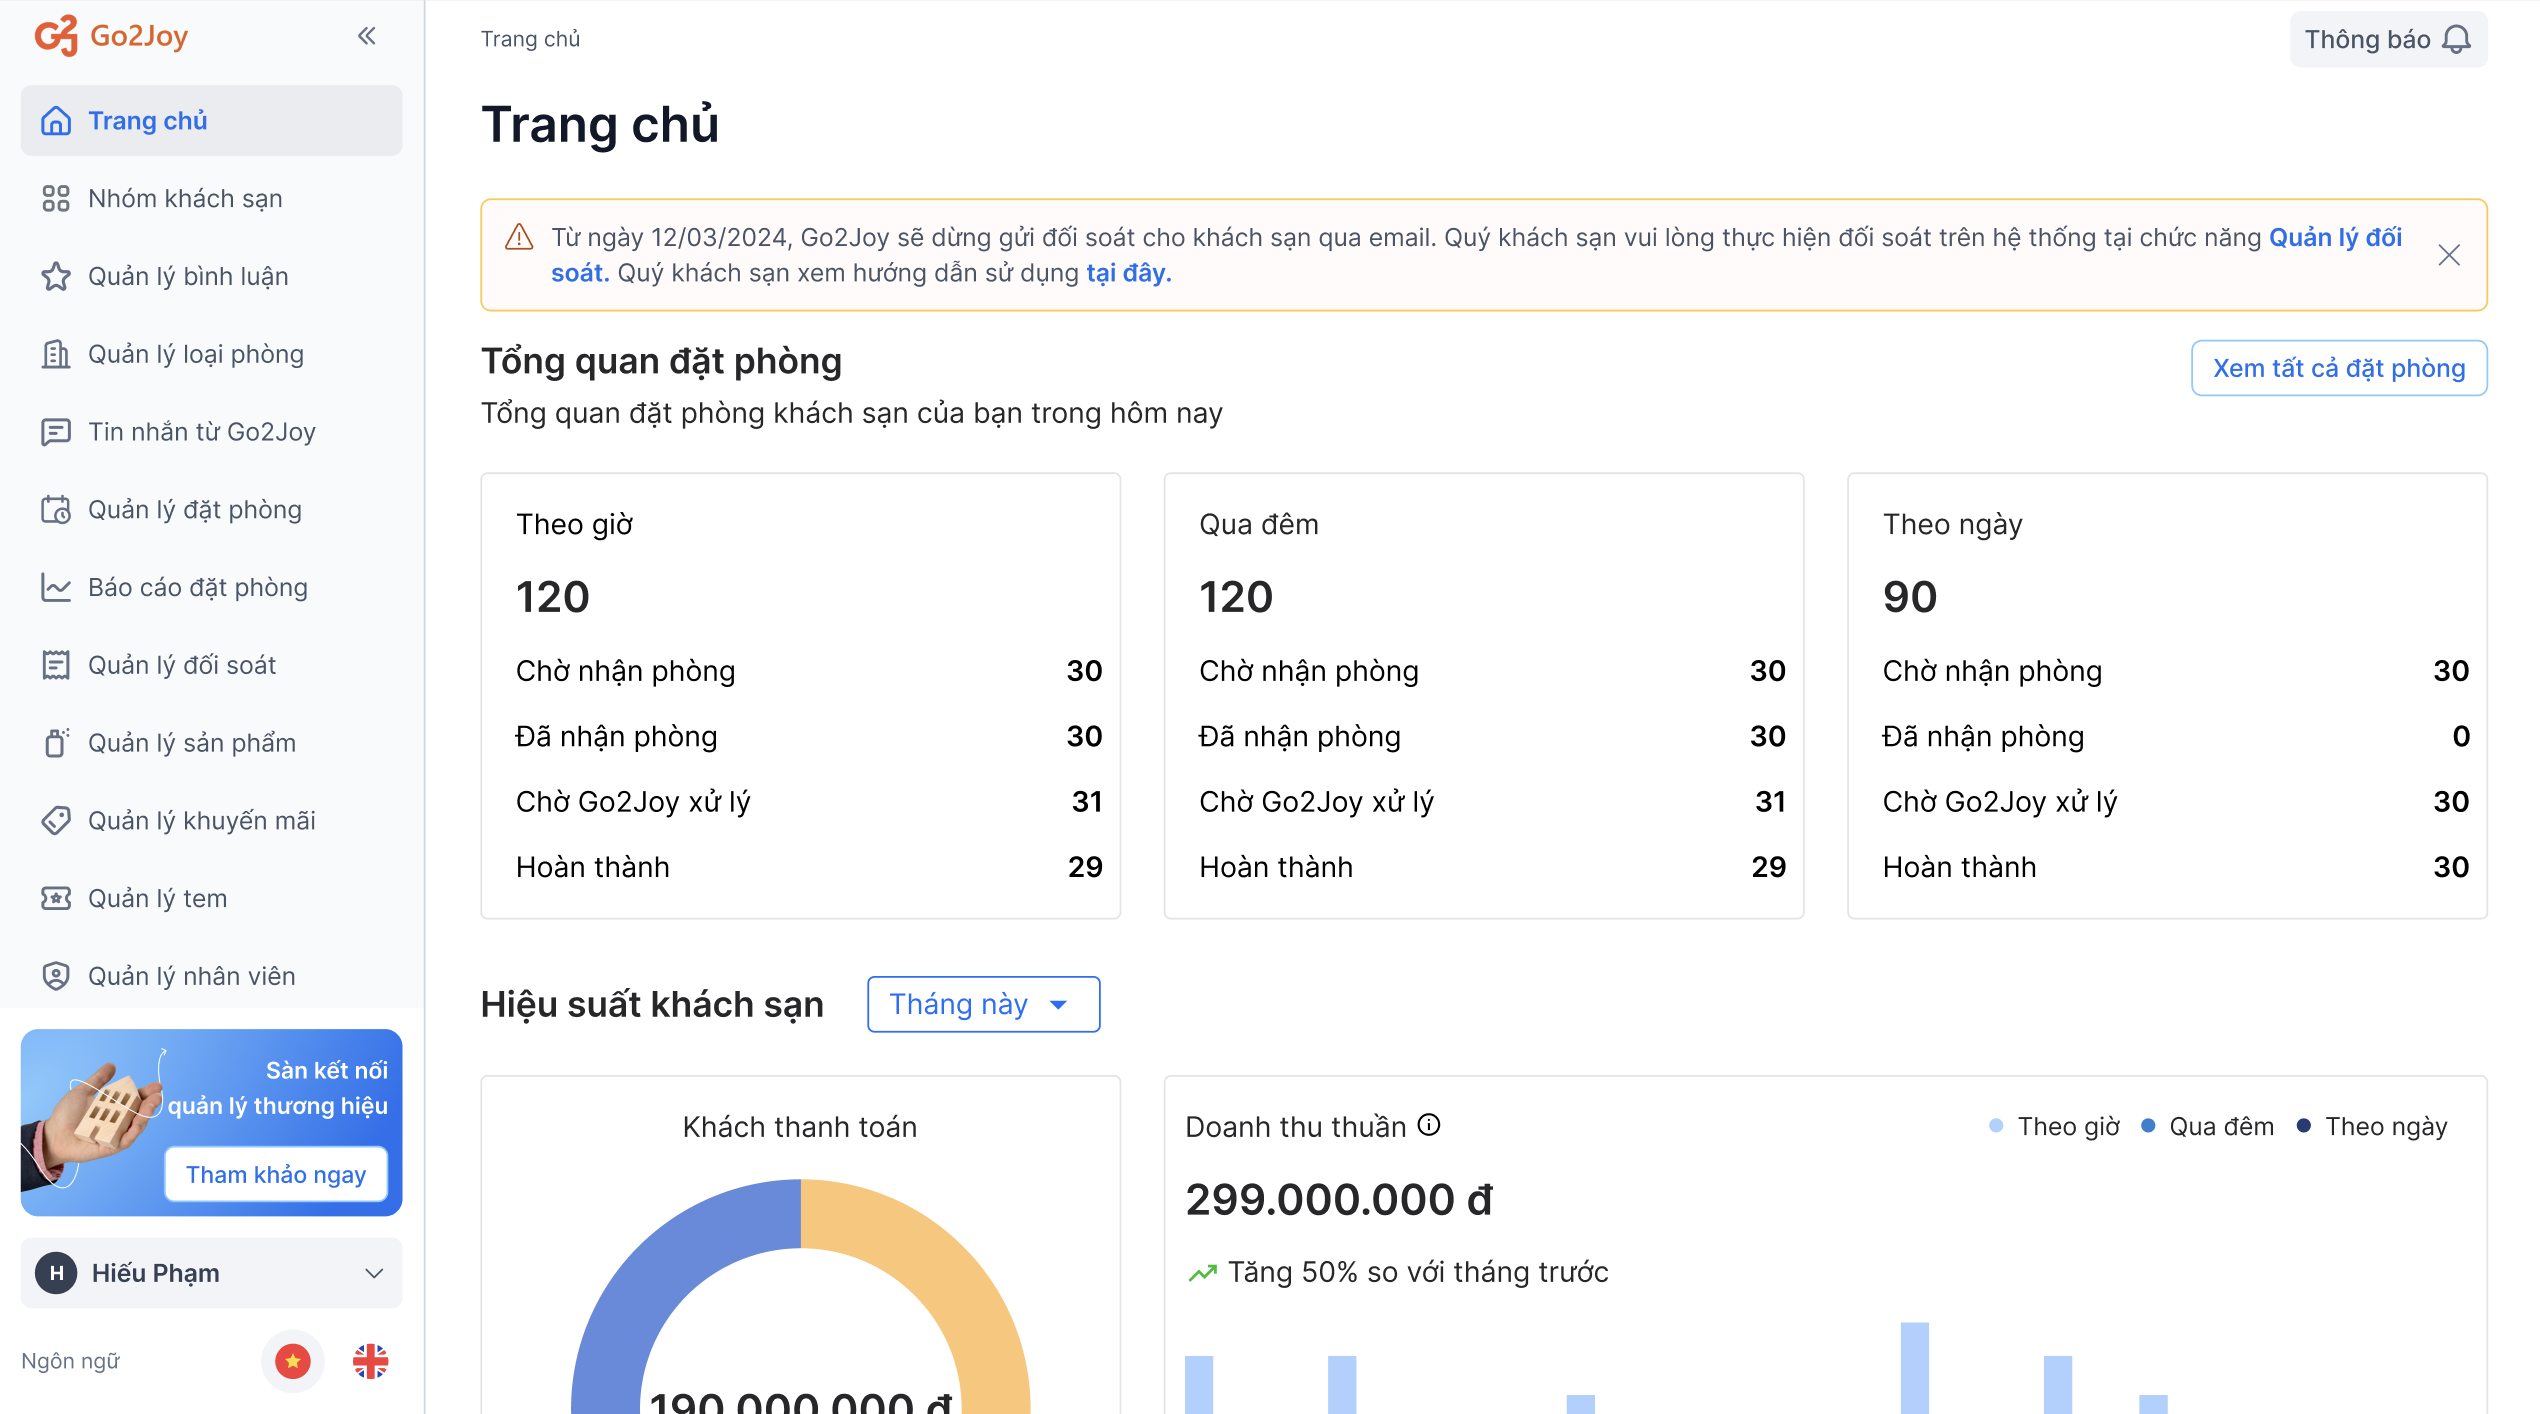 Go2Joy
Trang chủ
Nhóm khách sạn
Quản lý bình luận
Quản lý loại phòng
Tin nhắn từ Go2Joy
Quản lý đặt phòng
Báo cáo đặt phòng
Quản lý đối soát
Quản lý sản phẩm
Quản lý khuyến mãi
Quản lý tem
Quản lý nhân viên
Sàn kết nối
quản lý thương hiệu
Tham khảo ngay
H Hiếu Phạm
Ngôn ngữ
Trang chủ
Thông báo
Trang chủ
Từ ngày 12/03/2024, Go2Joy sẽ dừng gửi đối soát cho khách sạn qua email. Quý khách sạn vui lòng thực hiện đối soát trên hệ thống tại chức năng Quản lý đối
soát. Quý khách sạn xem hướng dẫn sử dụng tại đây.
Tổng quan đặt phòng
Xem tất cả đặt phòng
Tổng quan đặt phòng khách sạn của bạn trong hôm nay
Theo giờ
120
Chờ nhận phòng 30
Đã nhận phòng 30
Chờ Go2Joy xử lý 31
Hoàn thành 29
Qua đêm
120
Chờ nhận phòng 30
Đã nhận phòng 30
Chờ Go2Joy xử lý 31
Hoàn thành 29
Theo ngày
90
Chờ nhận phòng 30
Đã nhận phòng 0
Chờ Go2Joy xử lý 30
Hoàn thành 30
Hiệu suất khách sạn
Tháng này
Khách thanh toán
190.000.000 đ
Doanh thu thuần
Theo giờ Qua đêm Theo ngày
299.000.000 đ
Tăng 50% so với tháng trước